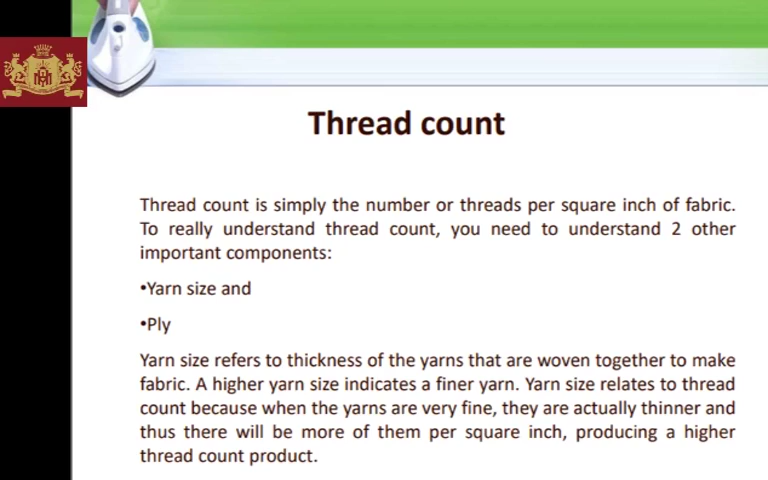 Thread count
Thread count is simply the number or threads per square inch of fabric.
To really understand thread count, you need to understand 2 other
important components:
•Yarn size and
•Ply
Yarn size refers to thickness of the yarns that are woven together to make
fabric. A higher yarn size indicates a finer yarn. Yarn size relates to thread
count because when the yarns are very fine, they are actually thinner and
thus there will be more of them per square inch, producing a higher
thread count product.